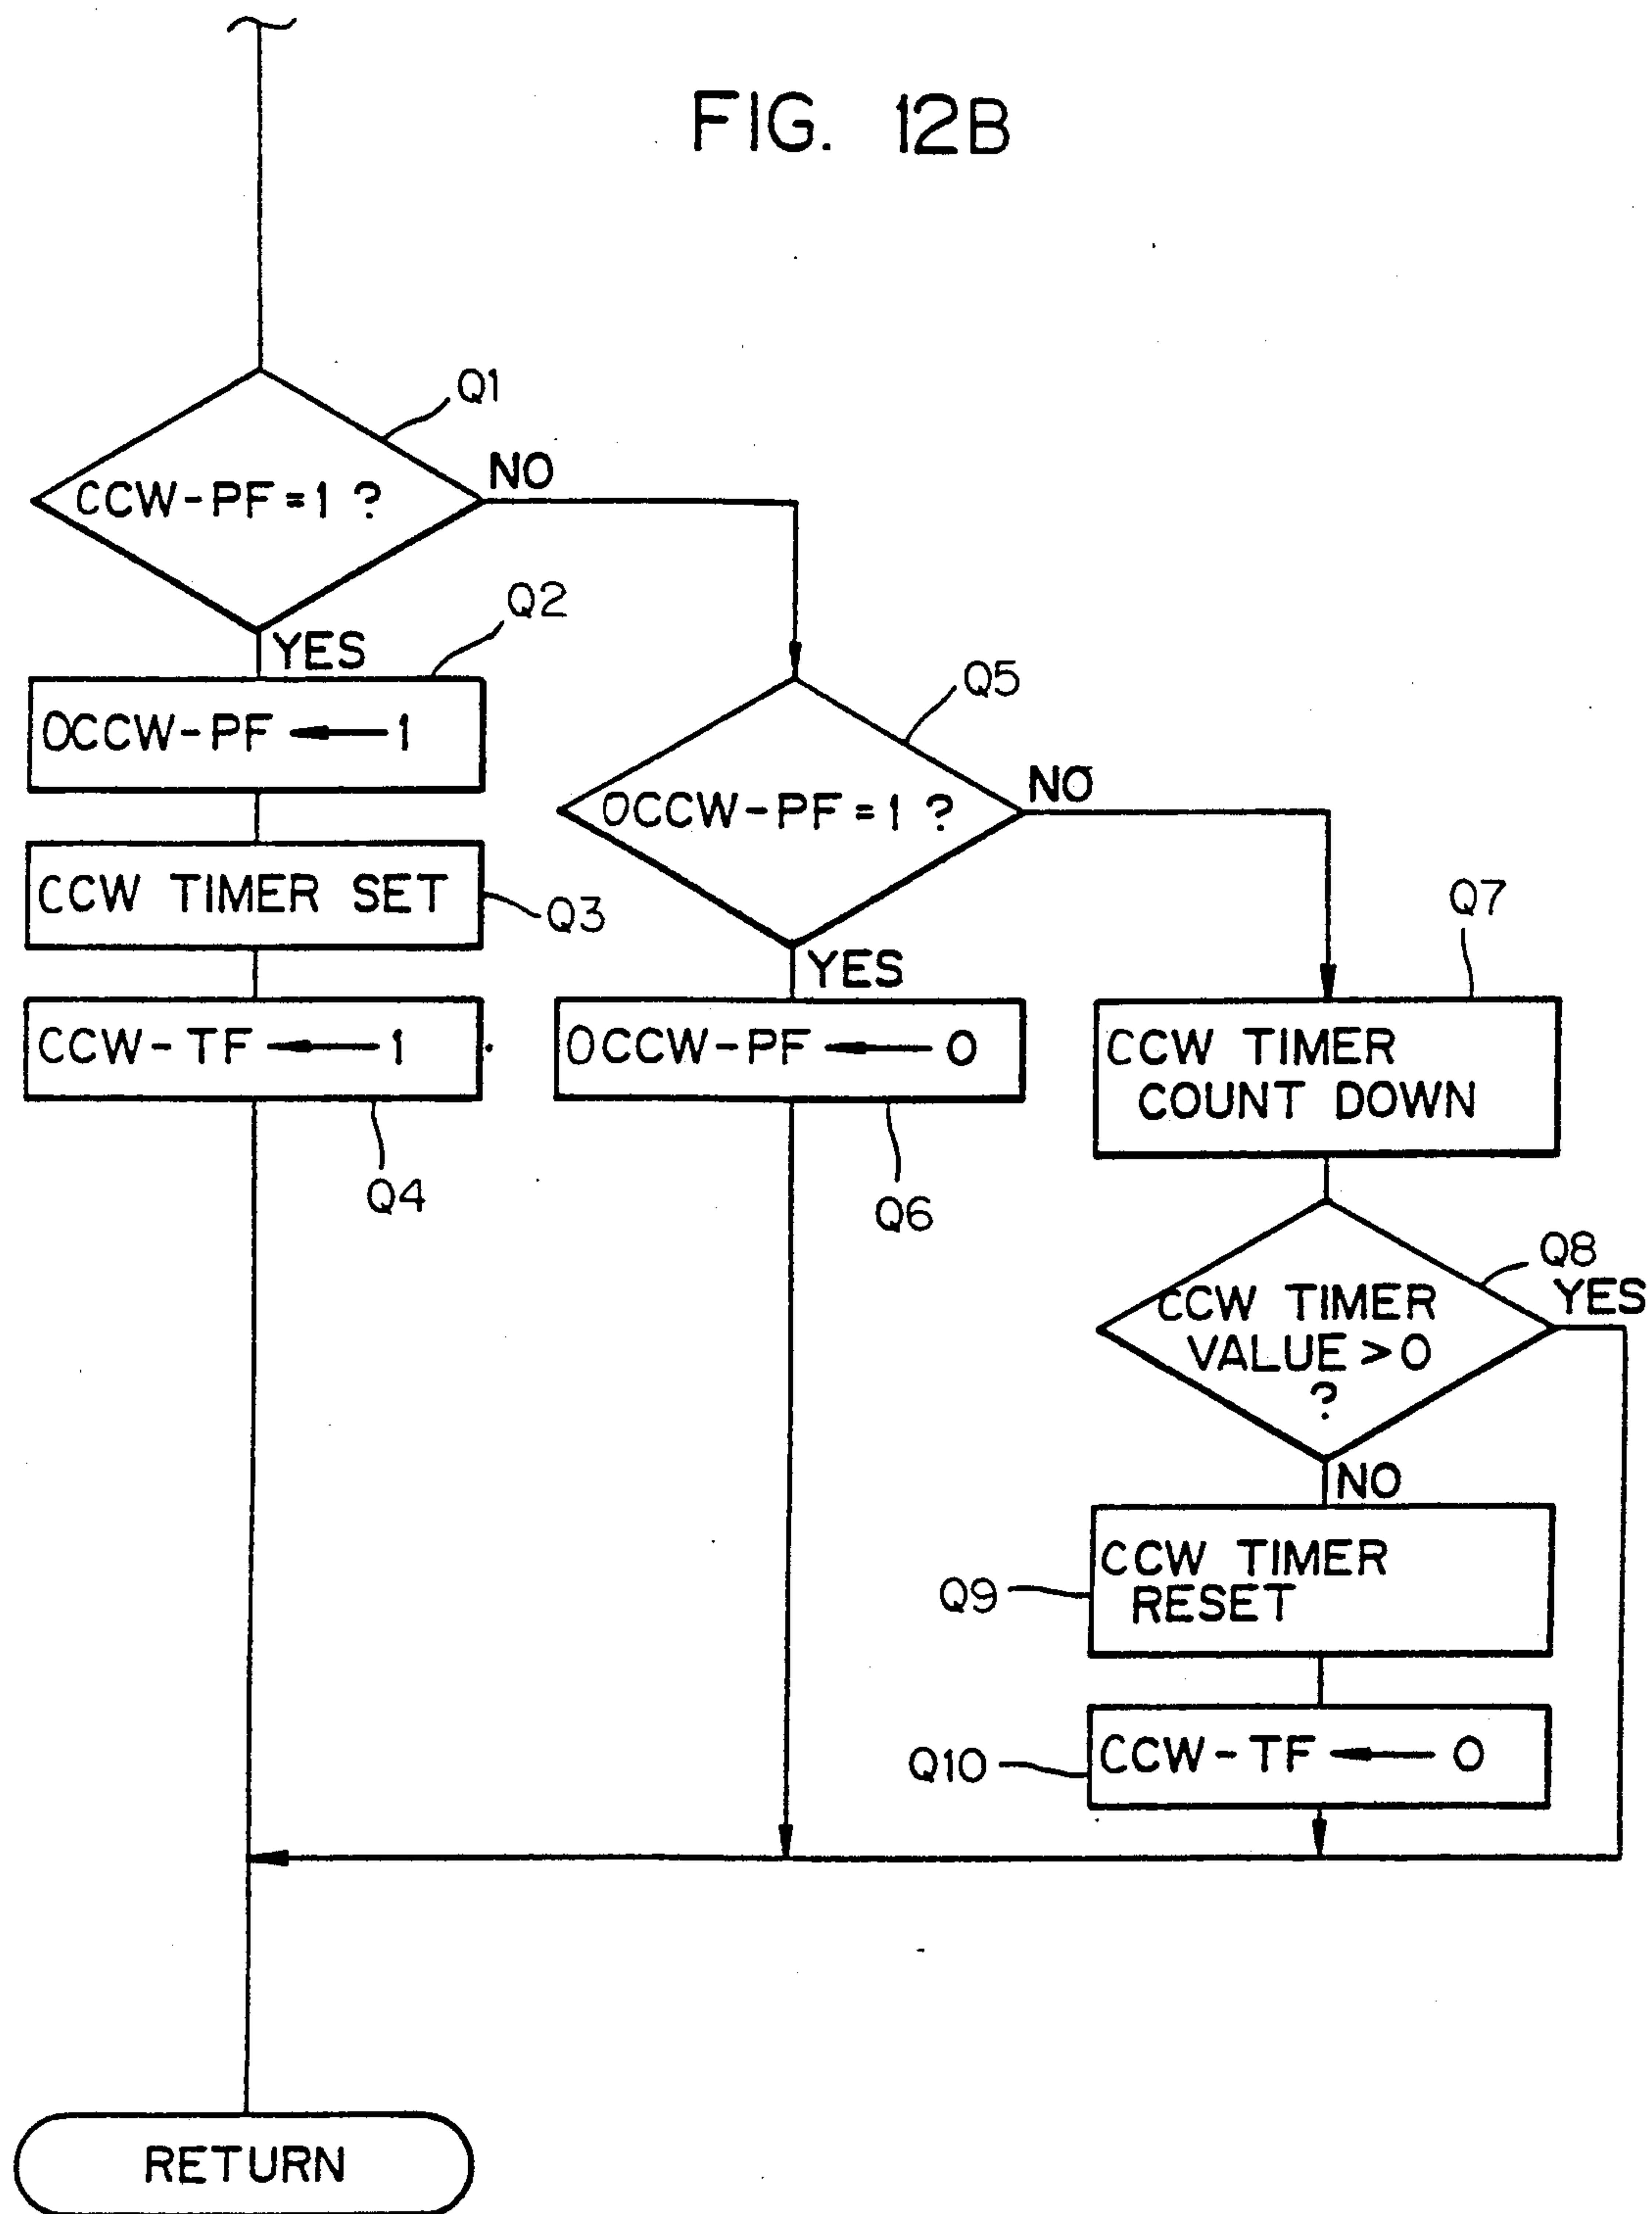 FIG. 12B
Q1
CCW-PF=1 ?
NO
YES
Q2
OCCW-PF ← 1
CCW TIMER SET
Q3
CCW-TF ← 1
Q4
Q5
OCCW-PF=1 ?
NO
YES
OCCW-PF ← 0
Q6
Q7
CCW TIMER
COUNT DOWN
Q8
CCW TIMER
VALUE >0
?
YES
NO
CCW TIMER
RESET
Q9
CCW-TF ← 0
Q10
RETURN